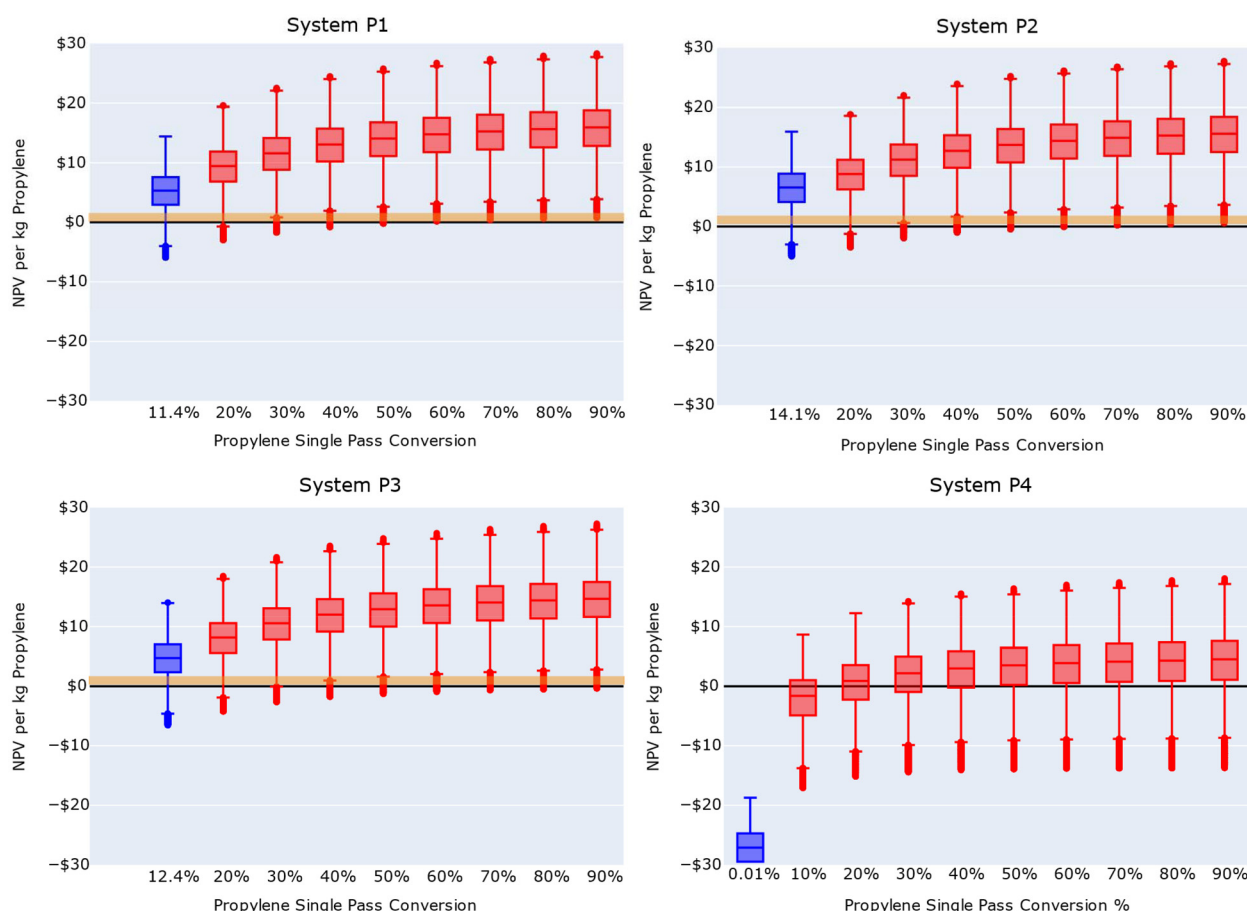 System P1
$30
$20
$10
$0
−$10
−$20
−$30
NPV per kg Propylene
11.4% 20% 30% 40% 50% 60% 70% 80% 90%
Propylene Single Pass Conversion
System P2
$30
$20
$10
$0
−$10
−$20
−$30
NPV per kg Propylene
14.1% 20% 30% 40% 50% 60% 70% 80% 90%
Propylene Single Pass Conversion
System P3
$30
$20
$10
$0
−$10
−$20
−$30
NPV per kg Propylene
12.4% 20% 30% 40% 50% 60% 70% 80% 90%
Propylene Single Pass Conversion
System P4
$30
$20
$10
$0
−$10
−$20
−$30
NPV per kg Propylene
0.01% 10% 20% 30% 40% 50% 60% 70% 80% 90%
Propylene Single Pass Conversion %